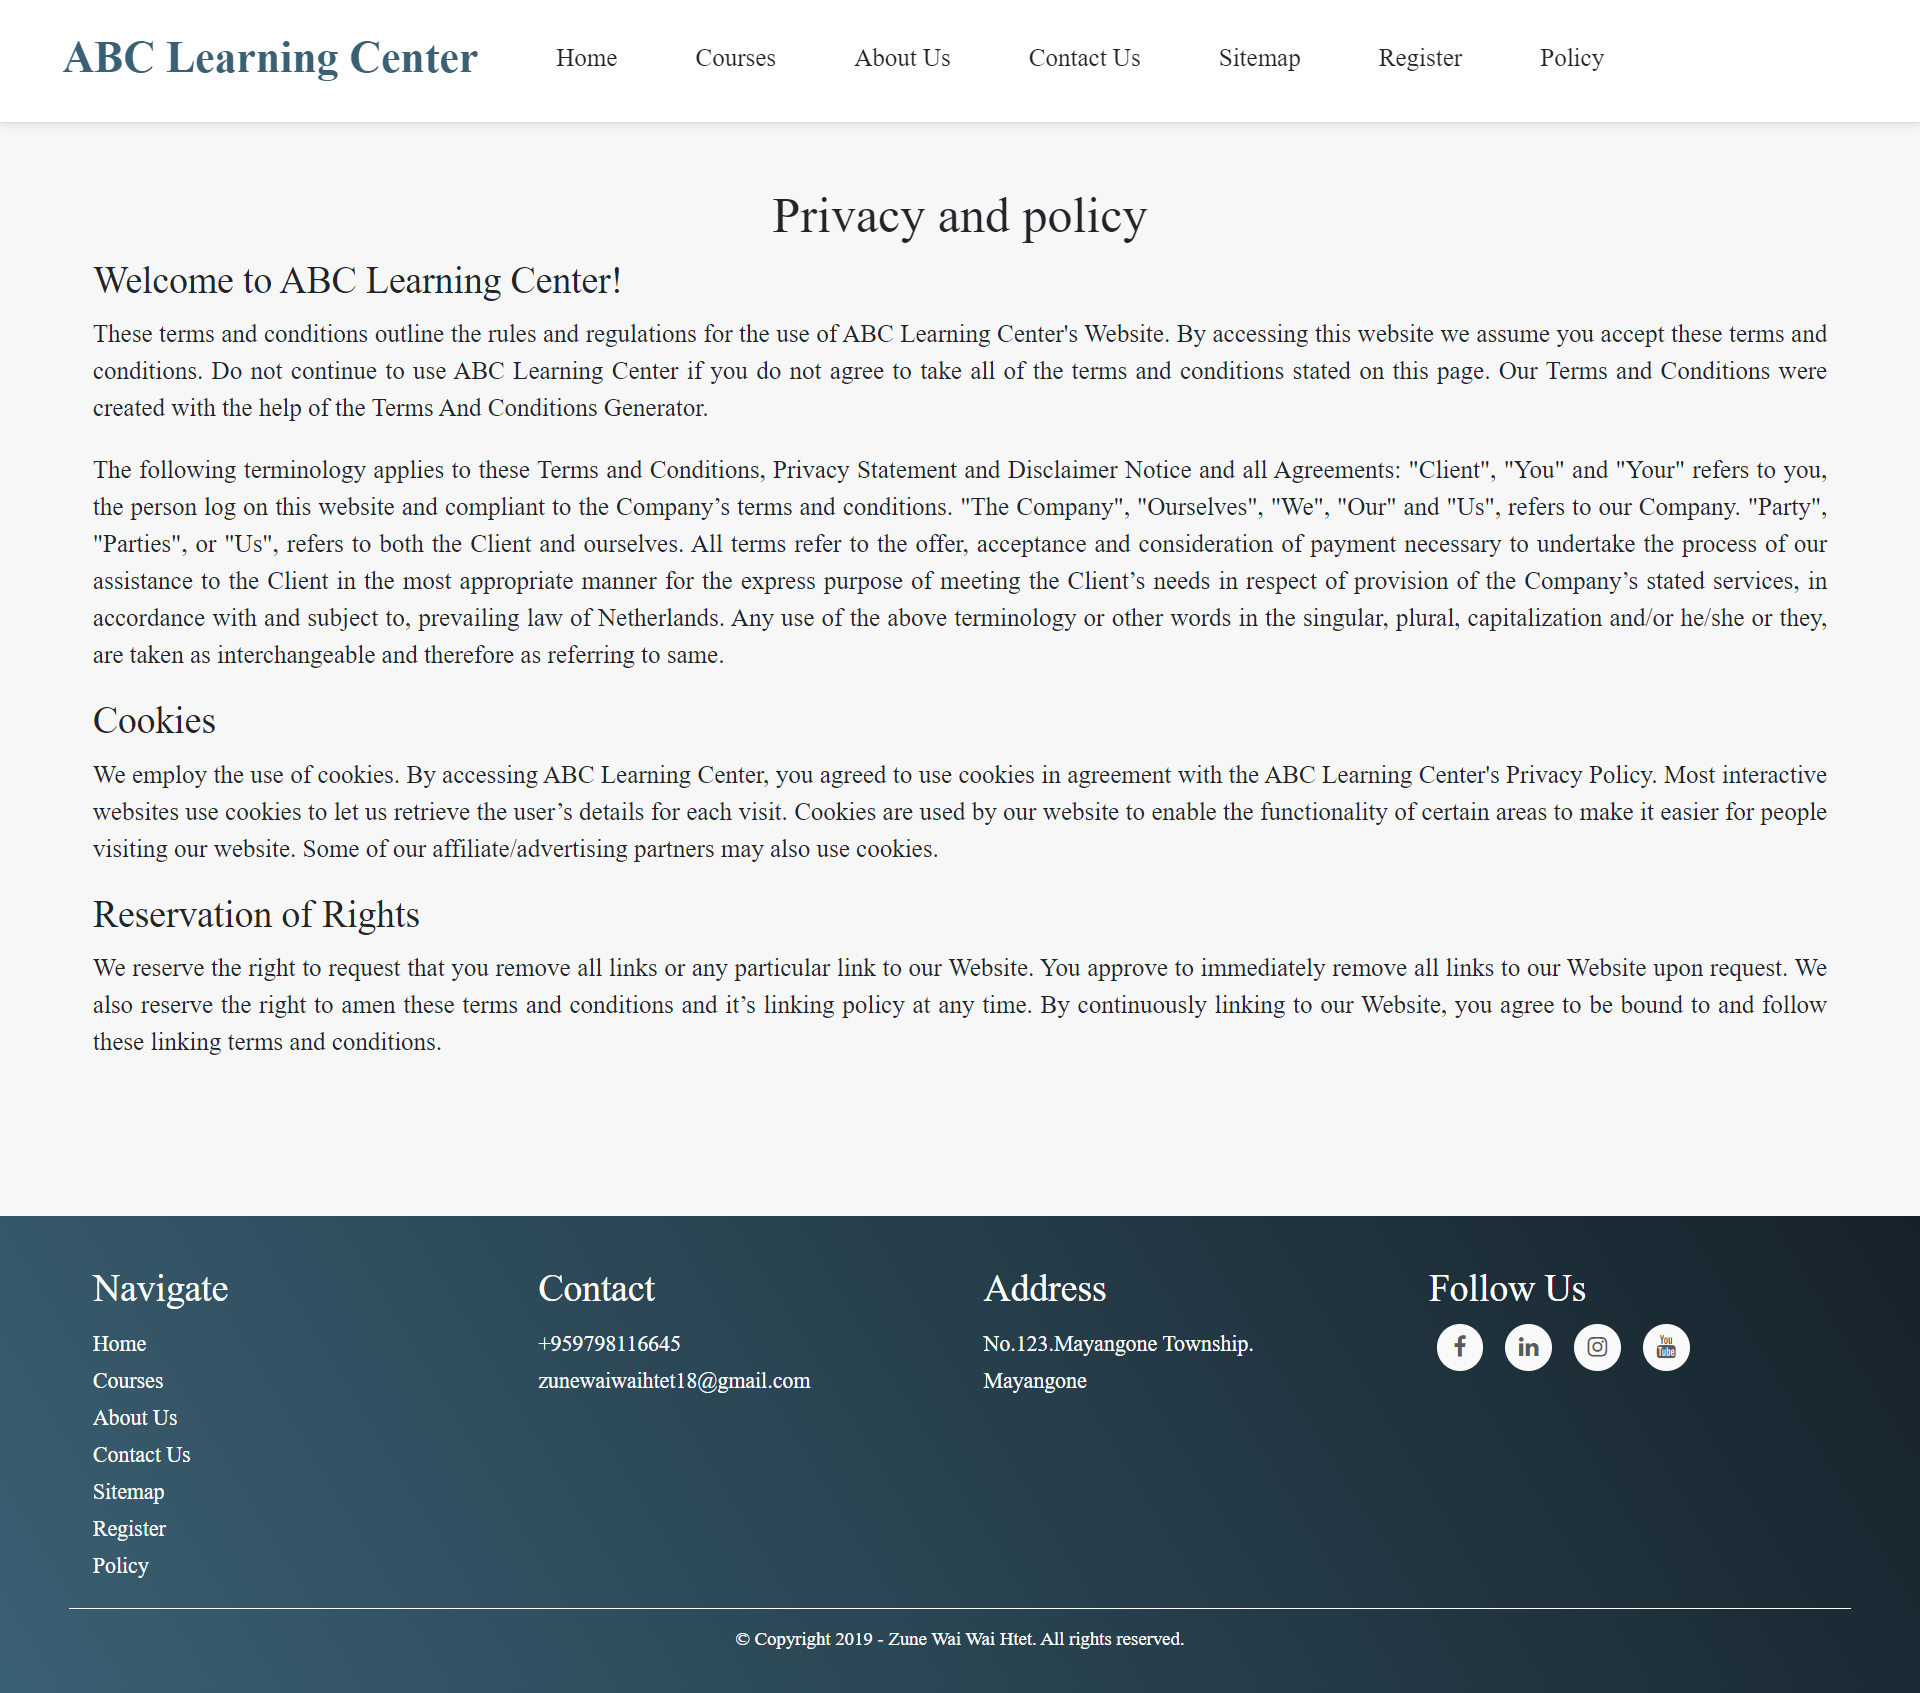 ABC Learning Center
Home
Courses
About Us
Contact Us
Sitemap
Register
Policy
Privacy and policy
Welcome to ABC Learning Center!
These terms and conditions outline the rules and regulations for the use of ABC Learning Center's Website. By accessing this website we assume you accept these terms and
conditions. Do not continue to use ABC Learning Center if you do not agree to take all of the terms and conditions stated on this page. Our Terms and Conditions were
created with the help of the Terms And Conditions Generator.
The following terminology applies to these Terms and Conditions, Privacy Statement and Disclaimer Notice and all Agreements: "Client", "You" and "Your" refers to you,
the person log on this website and compliant to the Company’s terms and conditions. "The Company", "Ourselves", "We", "Our" and "Us", refers to our Company. "Party",
"Parties", or "Us", refers to both the Client and ourselves. All terms refer to the offer, acceptance and consideration of payment necessary to undertake the process of our
assistance to the Client in the most appropriate manner for the express purpose of meeting the Client’s needs in respect of provision of the Company’s stated services, in
accordance with and subject to, prevailing law of Netherlands. Any use of the above terminology or other words in the singular, plural, capitalization and/or he/she or they,
are taken as interchangeable and therefore as referring to same.
Cookies
We employ the use of cookies. By accessing ABC Learning Center, you agreed to use cookies in agreement with the ABC Learning Center's Privacy Policy. Most interactive
websites use cookies to let us retrieve the user’s details for each visit. Cookies are used by our website to enable the functionality of certain areas to make it easier for people
visiting our website. Some of our affiliate/advertising partners may also use cookies.
Reservation of Rights
We reserve the right to request that you remove all links or any particular link to our Website. You approve to immediately remove all links to our Website upon request. We
also reserve the right to amen these terms and conditions and it’s linking policy at any time. By continuously linking to our Website, you agree to be bound to and follow
these linking terms and conditions.
Navigate
Home
Courses
About Us
Contact Us
Sitemap
Register
Policy
Contact
+959798116645
zunewaiwaihtet18@gmail.com
Address
No.123.Mayangone Township.
Mayangone
Follow Us
f
in
You
Tube
© Copyright 2019 - Zune Wai Wai Htet. All rights reserved.